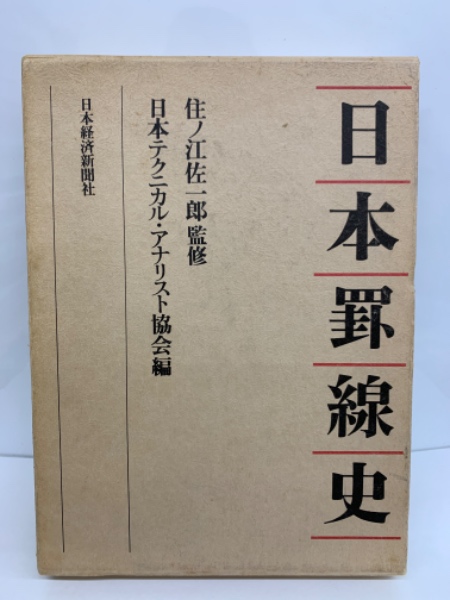 日本罫線史
住ノ江佐一郎 監修
日本テクニカル・アナリスト協会編
日本経済新聞社